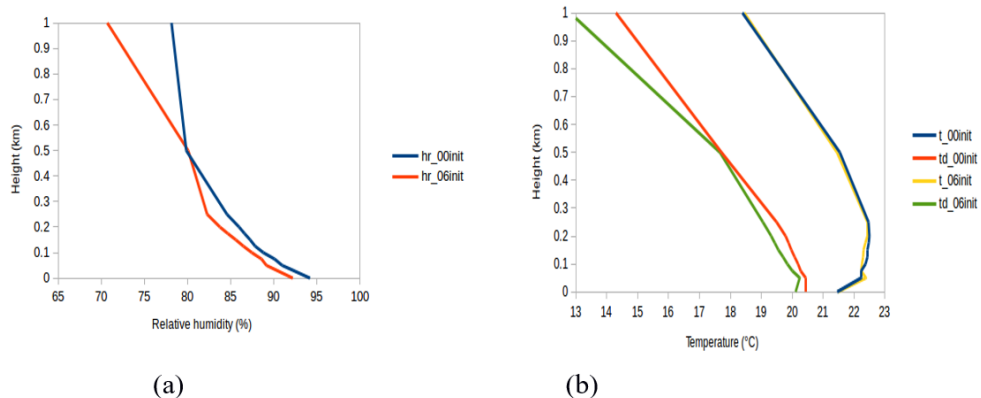 1
0.9
0.8
0.7
0.6
0.5
0.4
0.3
0.2
0.1
0
Height (km)
65 70 75 80 85 90 95 100
Relative humidity (%)
hr_00init
hr_06init
(a)
1
0.9
0.8
0.7
0.6
0.5
0.4
0.3
0.2
0.1
0
Height (km)
13 14 15 16 17 18 19 20 21 22 23
Temperature (°C)
t_00init
td_00init
t_06init
td_06init
(b)